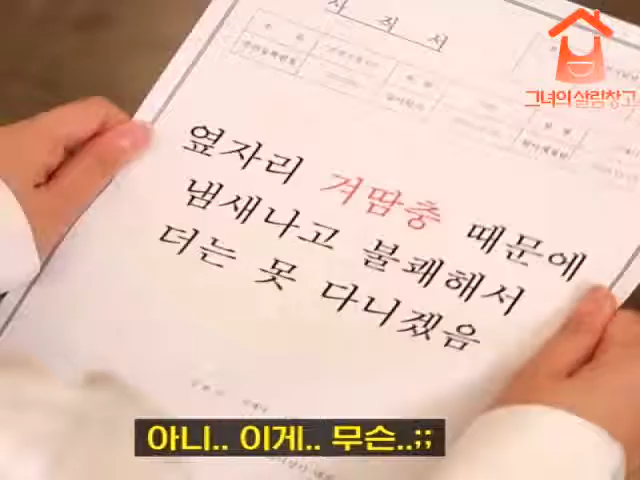 사 직 서
그녀의 살림창고
옆자리 겨땀충 때문에
냄새나고 불쾌해서
더는 못 다니겠음
아니.. 이게.. 무슨..;;